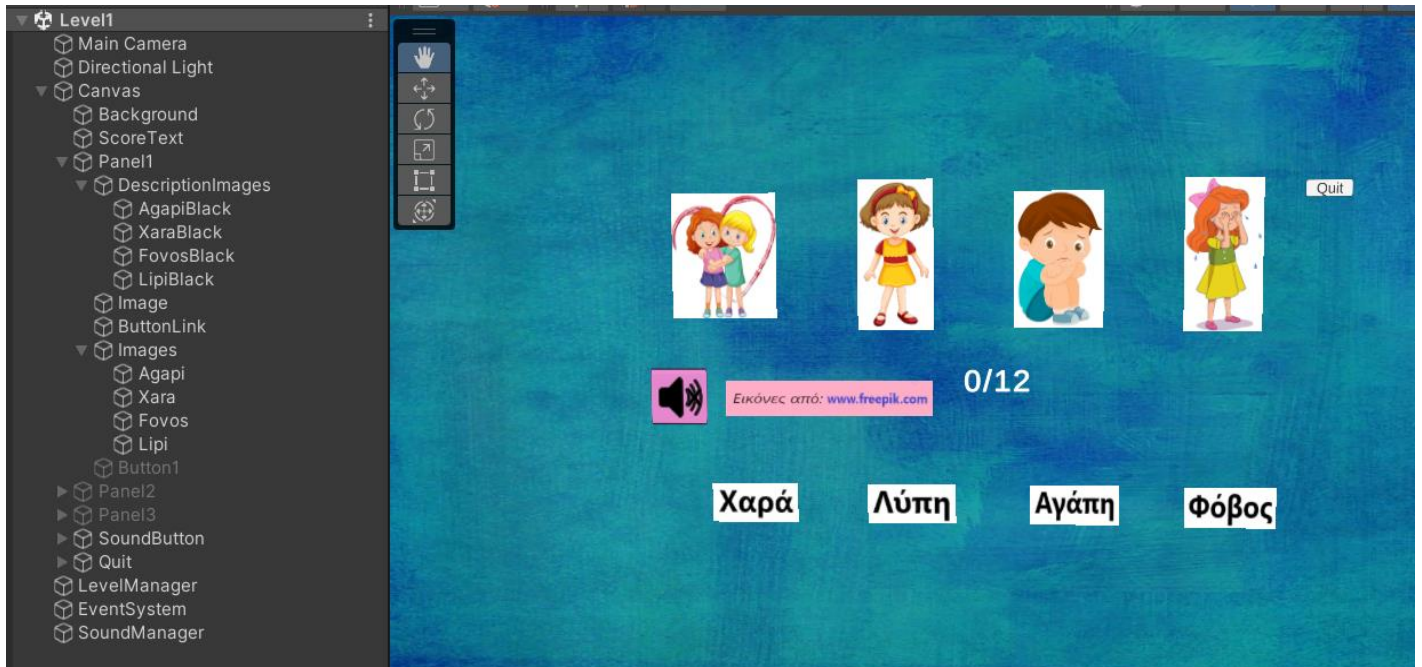 Level1
Main Camera
Directional Light
Canvas
Background
ScoreText
Panel1
DescriptionImages
AgapiBlack
XaraBlack
FovosBlack
LipiBlack
Image
ButtonLink
Images
Agapi
Xara
Fovos
Lipi
Button1
Panel2
Panel3
SoundButton
Quit
LevelManager
EventSystem
SoundManager
Quit
0/12
Εικόνες από: www.freepik.com
Χαρά Λύπη Αγάπη Φόβος